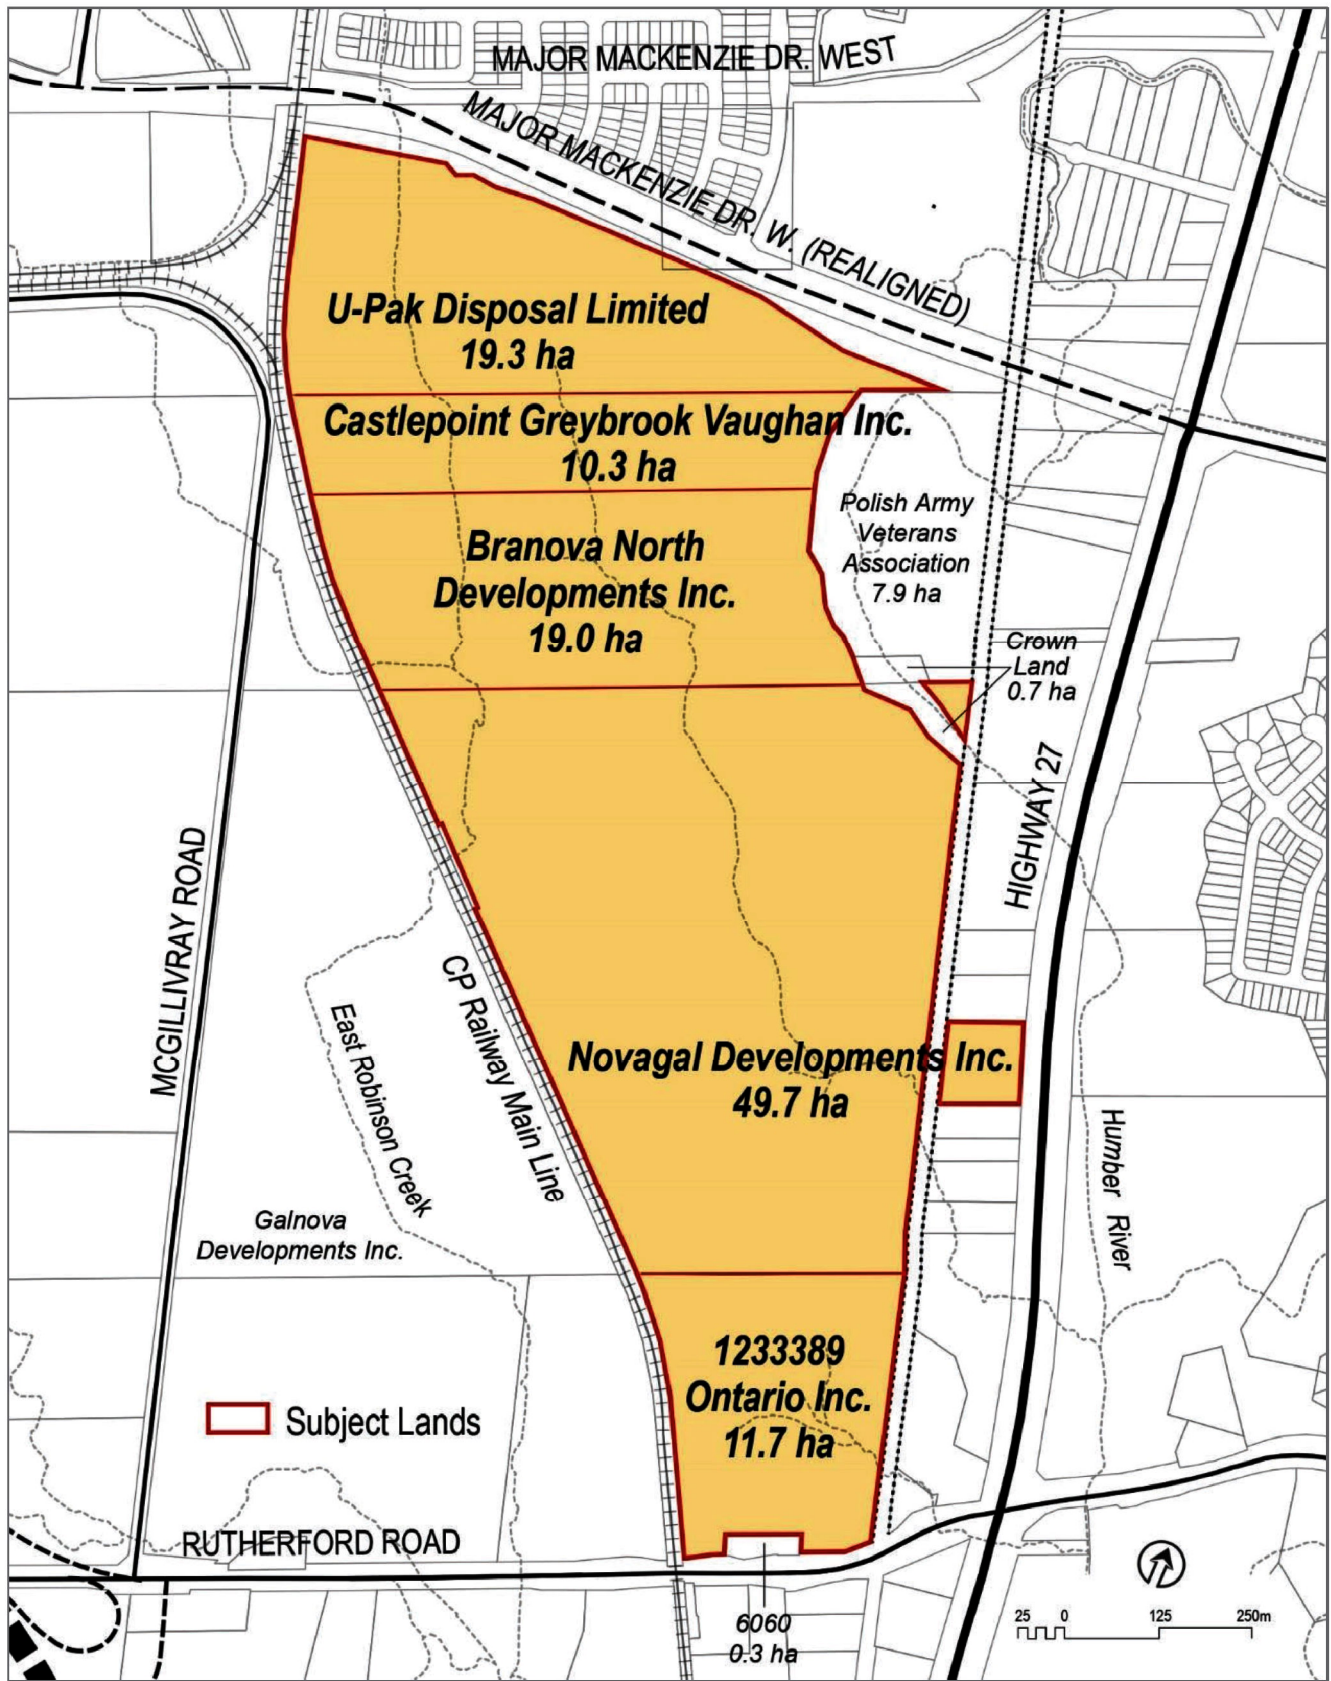 MAJOR MACKENZIE DR. WEST
MAJOR MACKENZIE DR. W. (REALIGNED)
U-Pak Disposal Limited
19.3 ha
Castlepoint Greybrook Vaughan Inc.
10.3 ha
Polish Army
Veterans
Association
7.9 ha
Branova North
Developments Inc.
19.0 ha
Crown
Land
0.7 ha
HIGHWAY 27
MCGILLIVRAY ROAD
CP Railway Main Line
East Robinson Creek
Novagal Developments Inc.
49.7 ha
Humber River
Galnova
Developments Inc.
1233389
Ontario Inc.
11.7 ha
Subject Lands
RUTHERFORD ROAD
6060
0.3 ha
25 0 125 250m